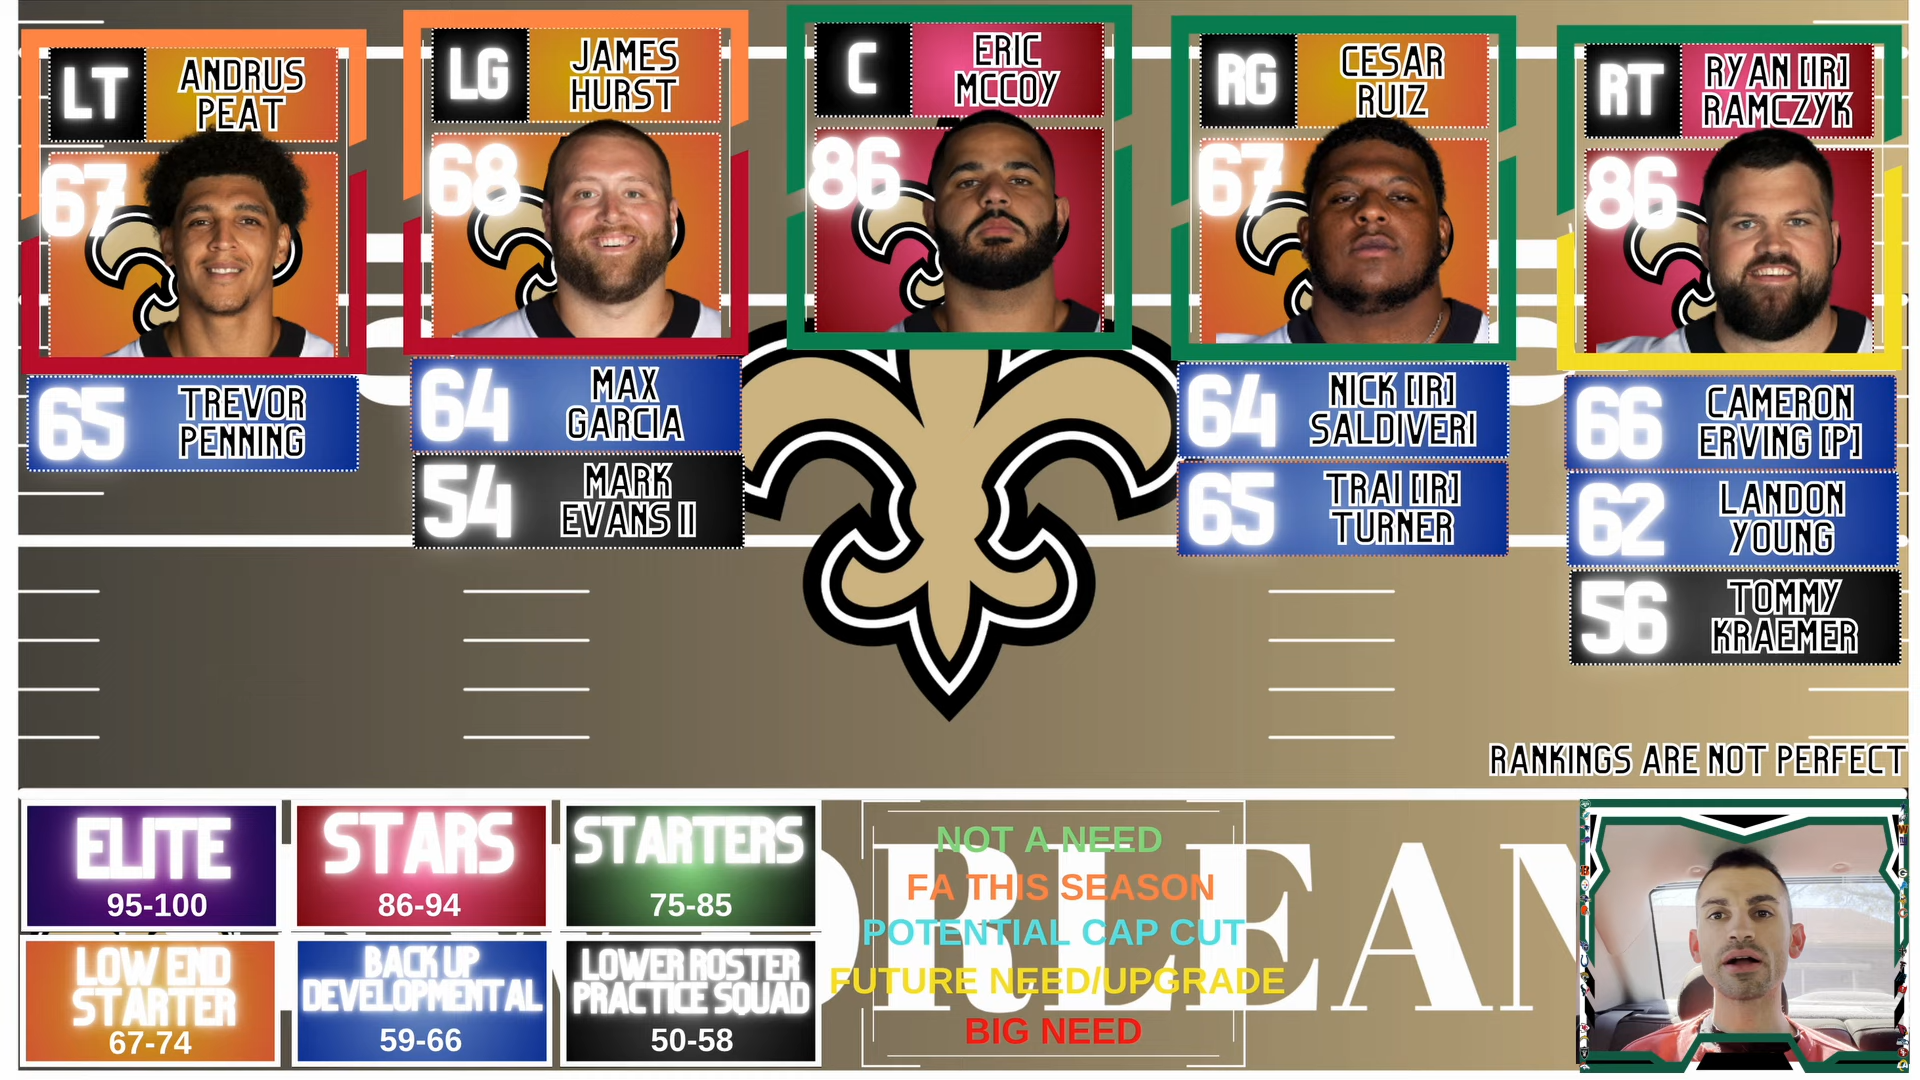 LT
ANDRUS
PEAT
67
65
TREVOR
PENNING
LG
JAMES
HURST
68
64
MAX
GARCIA
54
MARK
EVANS II
C
ERIC
MCCOY
86
RG
CESAR
RUIZ
67
64
NICK [IR]
SALDIVERI
65
TRAI [IR]
TURNER
RT
RYAN [IR]
RAMCZYK
86
66
CAMERON
ERVING [P]
62
LANDON
YOUNG
56
TOMMY
KRAEMER
RANKINGS ARE NOT PERFECT
ELITE
95-100
STARS
86-94
STARTERS
75-85
LOW END
STARTER
67-74
BACK UP
DEVELOPMENTAL
59-66
LOWER ROSTER
PRACTICE SQUAD
50-58
NOT A NEED
FA THIS SEASON
POTENTIAL CAP CUT
FUTURE NEED/UPGRADE
BIG NEED
ORLEAN